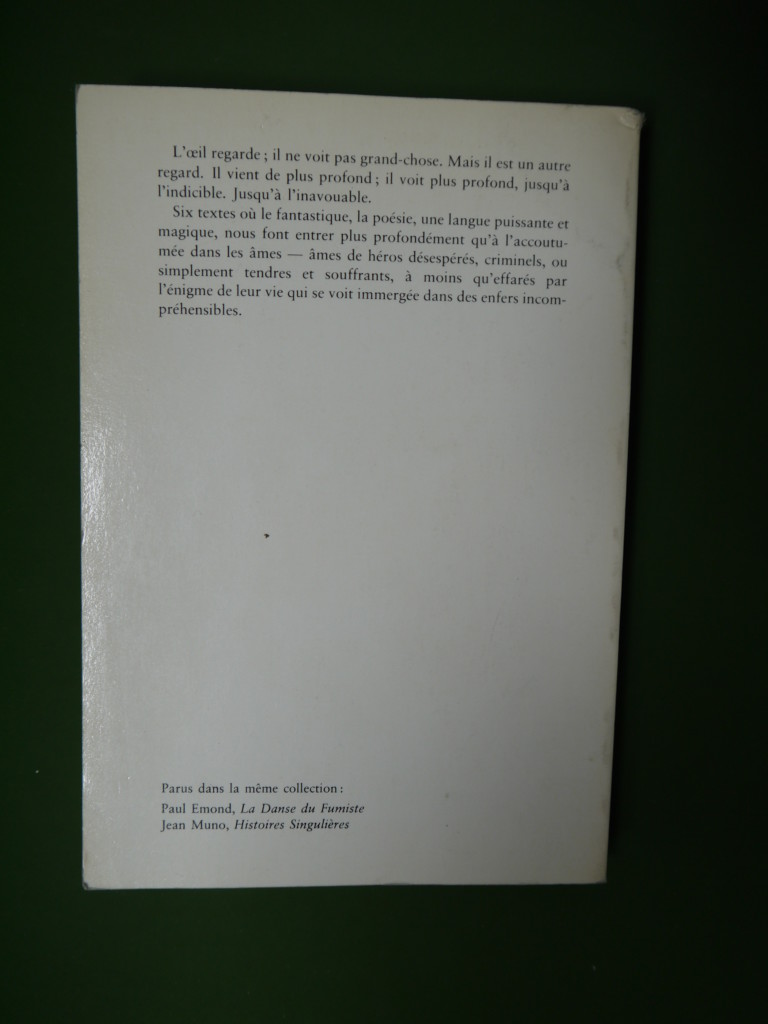 L'œil regarde ; il ne voit pas grand-chose. Mais il est un autre
regard. Il vient de plus profond ; il voit plus profond, jusqu'à
l'indicible. Jusqu'à l'inavouable.
Six textes où le fantastique, la poésie, une langue puissante et
magique, nous font entrer plus profondément qu'à l'accoutu-
mée dans les âmes — âmes de héros désespérés, criminels, ou
simplement tendres et souffrants, à moins qu'effarés par
l'énigme de leur vie qui se voit immergée dans des enfers incom-
préhensibles.
Parus dans la même collection :
Paul Emond, La Danse du Fumiste
Jean Muno, Histoires Singulières